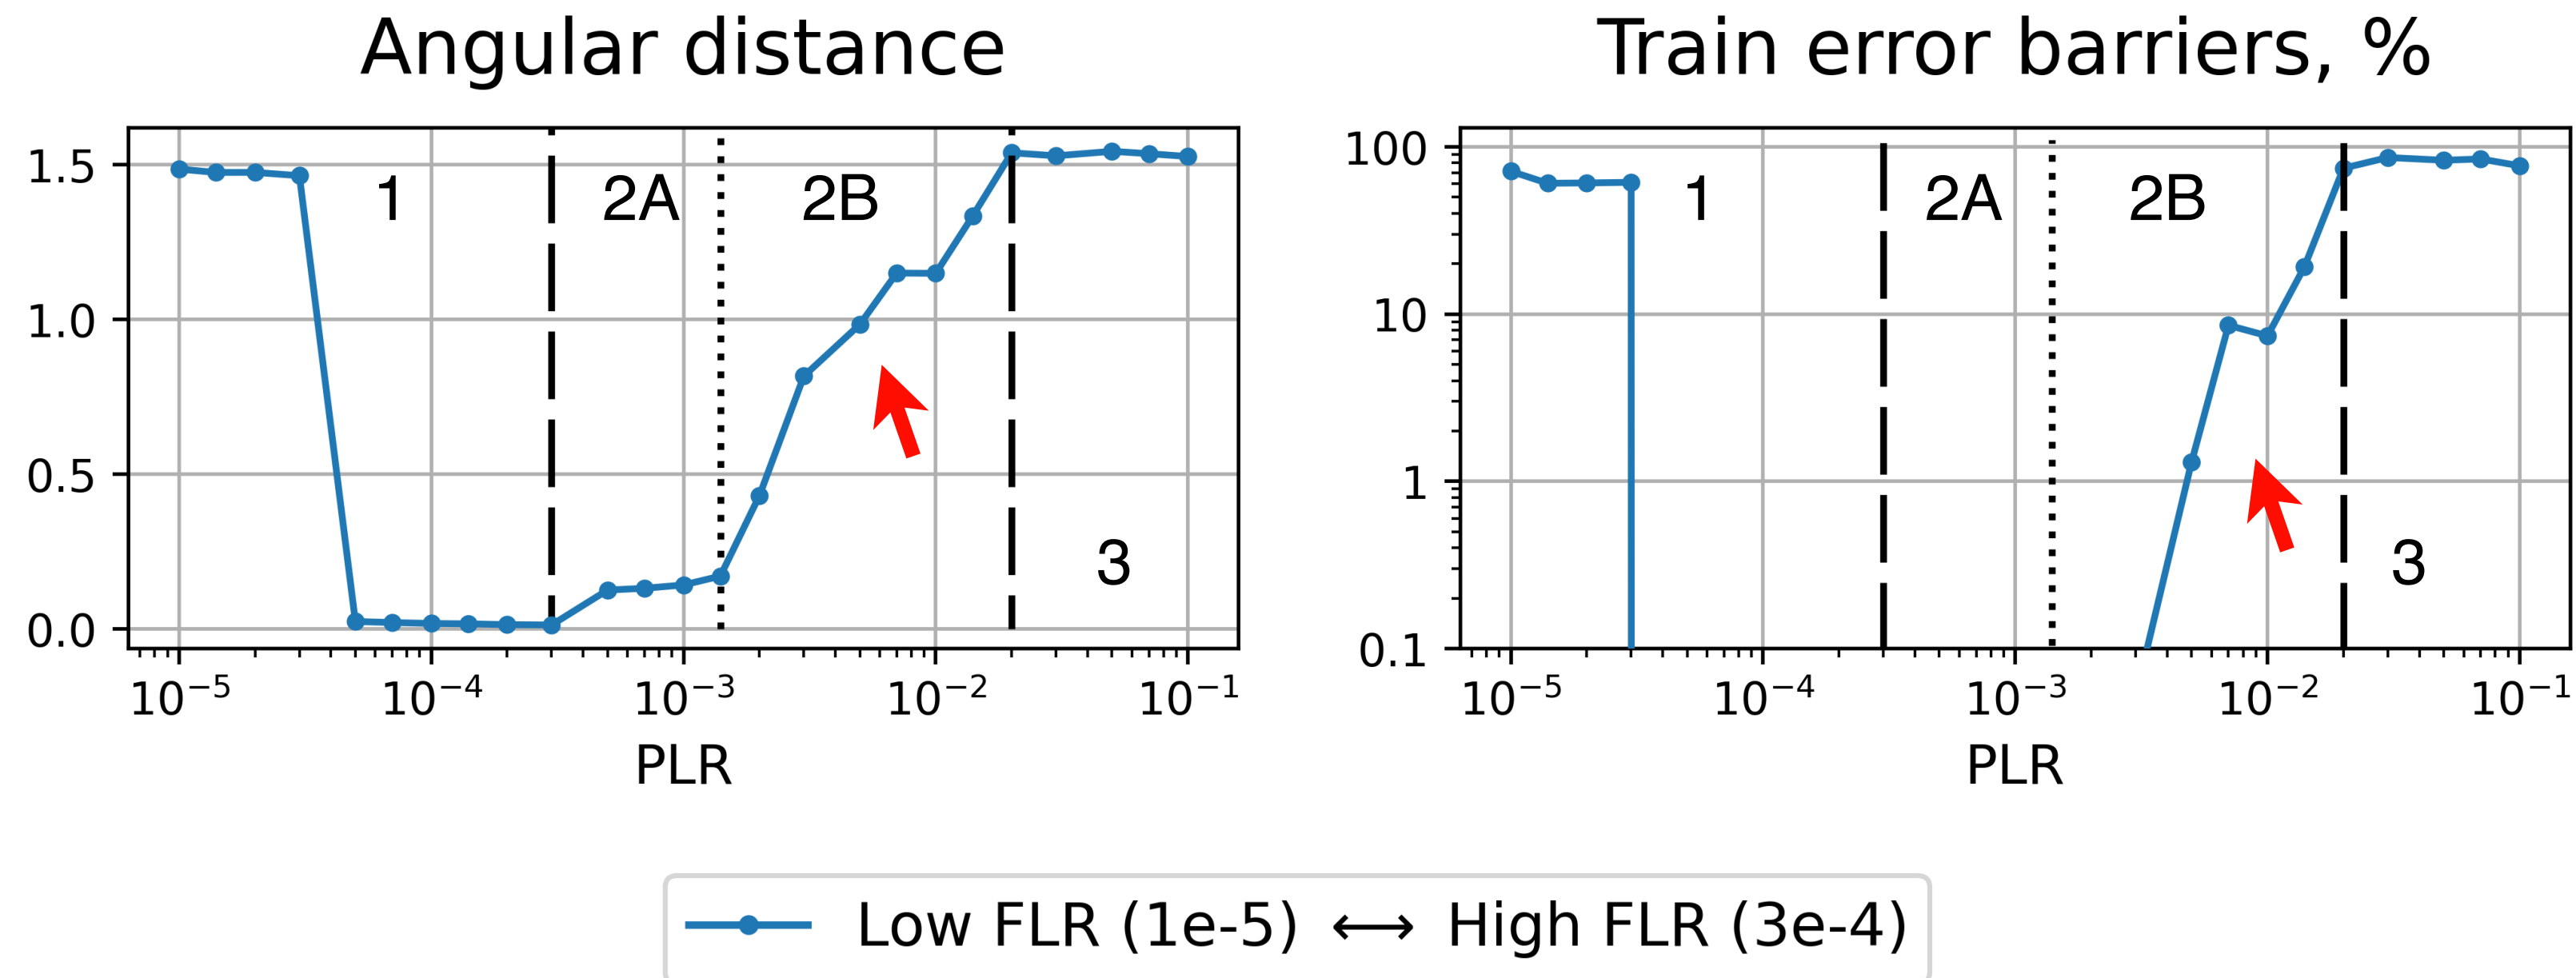 Angular distance
1.5
1.0
0.5
0.0
1
2A
2B
3
10⁻⁵ 10⁻⁴ 10⁻³ 10⁻² 10⁻¹
PLR
Train error barriers, %
100
10
1
0.1
1
2A
2B
3
10⁻⁵ 10⁻⁴ 10⁻³ 10⁻² 10⁻¹
PLR
Low FLR (1e-5) ⟷ High FLR (3e-4)